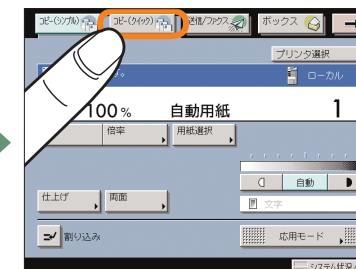 コピー(シンプル) コピー(クイック) 送信/ファクス ボックス
プリンタ選択
ローカル
100% 自動用紙 1
倍率 用紙選択
自動
仕上げ 両面 文字
割り込み 応用モード
システム状況